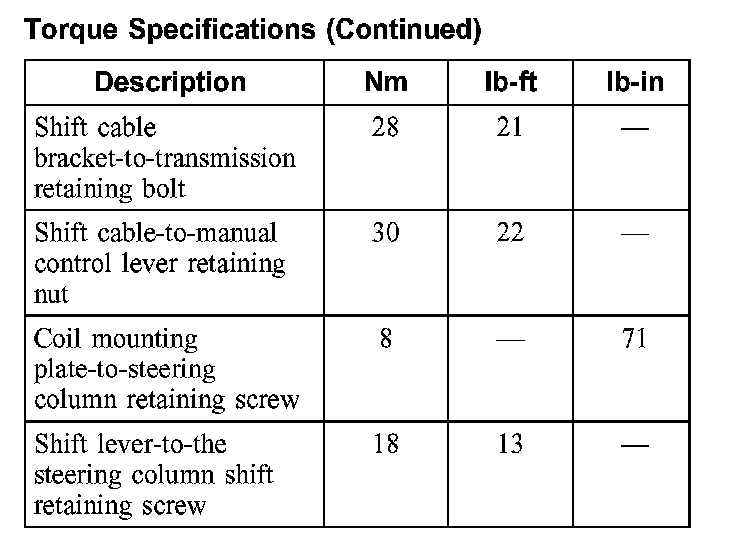 Torque Specifications (Continued)
Description Nm lb-ft lb-in
Shift cable 28 21 —
bracket-to-transmission
retaining bolt
Shift cable-to-manual 30 22 —
control lever retaining
nut
Coil mounting 8 — 71
plate-to-steering
column retaining screw
Shift lever-to-the 18 13 —
steering column shift
retaining screw